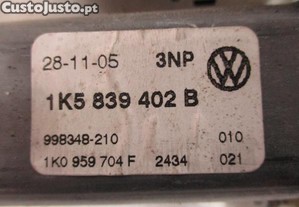 CustoJusto.pt
28-11-05 3NP
1K5 839 402 B
998348-210 010
1K0 959 704 F 2434 021